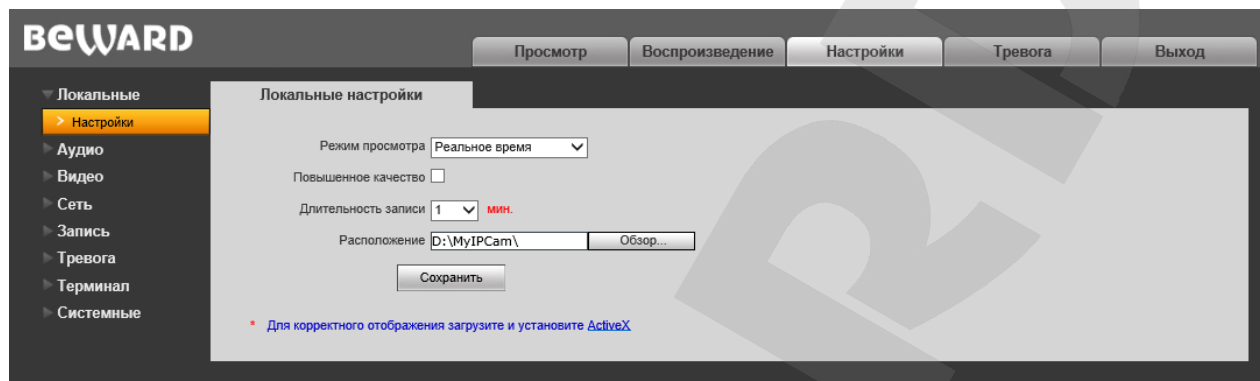 BEWARD
Просмотр Воспроизведение Настройки Тревога Выход
Локальные
> Настройки
Аудио
Видео
Сеть
Запись
Тревога
Терминал
Системные
Локальные настройки
Режим просмотра Реальное время
Повышенное качество
Длительность записи 1 мин.
Расположение D:\MyIPCam\ Обзор...
Сохранить
* Для корректного отображения загрузите и установите ActiveX